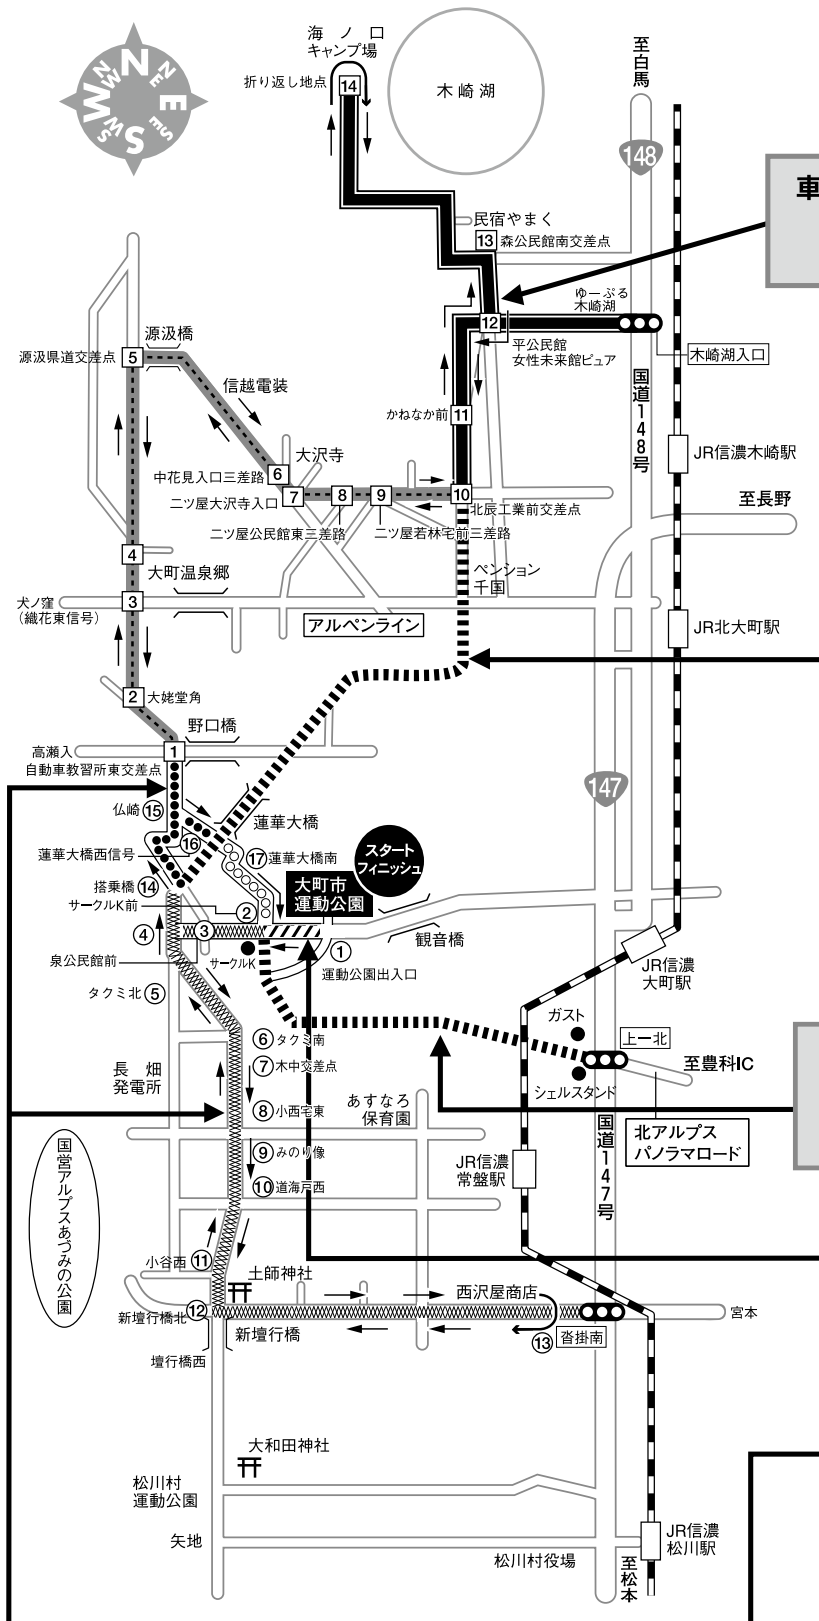 海ノ口
キャンプ場
折り返し地点
14
木崎湖
至白馬
N
NE
E
SE
S
SW
W
NW
148
車
民宿やまく
13
森公民館南交差点
ゆーぷる
木崎湖
12
平公民館
女性未来館ピュア
木崎湖入口
国道148号
源汲橋
源汲県道交差点
5
信越電装
かねなか前
11
JR信濃木崎駅
大沢寺
中花見入口三差路
6
二ツ屋大沢寺入口
7
8
9
10
北辰工業前交差点
至長野
二ツ屋公民館東三差路
二ツ屋若林宅前三差路
4
大町温泉郷
ペンション
千国
犬ノ窪
(織花東信号)
3
アルペンライン
JR北大町駅
2
大姥堂角
野口橋
高瀬入
1
自動車教習所東交差点
147
仏崎
⑮
蓮華大橋
⑯
蓮華大橋西信号
⑰
蓮華大橋南
スタート
フィニッシュ
搭乗橋
⑭
大町市
運動公園
サークルK前
②
④
③
観音橋
泉公民館前
サークルK
①
運動公園出入口
JR信濃
大町駅
タクミ北
⑤
ガスト
上一北
⑥
タクミ南
至豊科IC
長畑
発電所
⑦
木中交差点
シェルスタンド
⑧
小西宅東
あすなろ
保育園
北アルプス
パノラマロード
国道147号
国営アルプスあづみの公園
⑨
みのり像
JR信濃
常盤駅
⑩
道海戸西
小谷西
⑪
土師神社
西沢屋商店
新壇行橋北
⑫
宮本
新壇行橋
⑬
沓掛南
壇行橋西
大和田神社
松川村
運動公園
矢地
JR信濃
松川駅
松川村役場
至松本